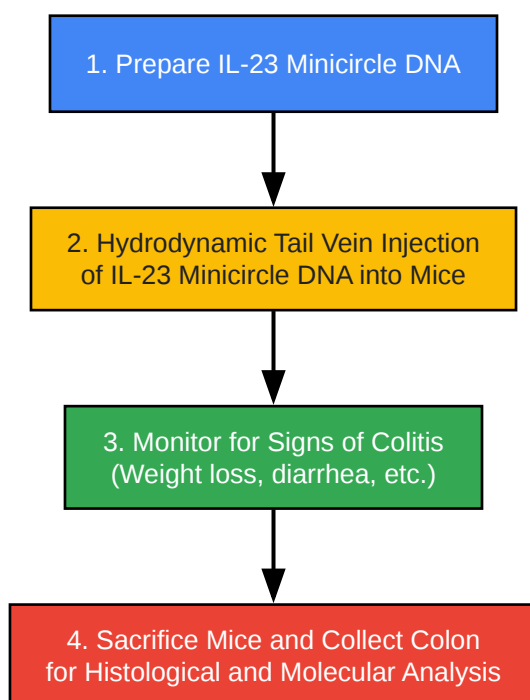 1. Prepare IL-23 Minicircle DNA
2. Hydrodynamic Tail Vein Injection
of IL-23 Minicircle DNA into Mice
3. Monitor for Signs of Colitis
(Weight loss, diarrhea, etc.)
4. Sacrifice Mice and Collect Colon
for Histological and Molecular Analysis